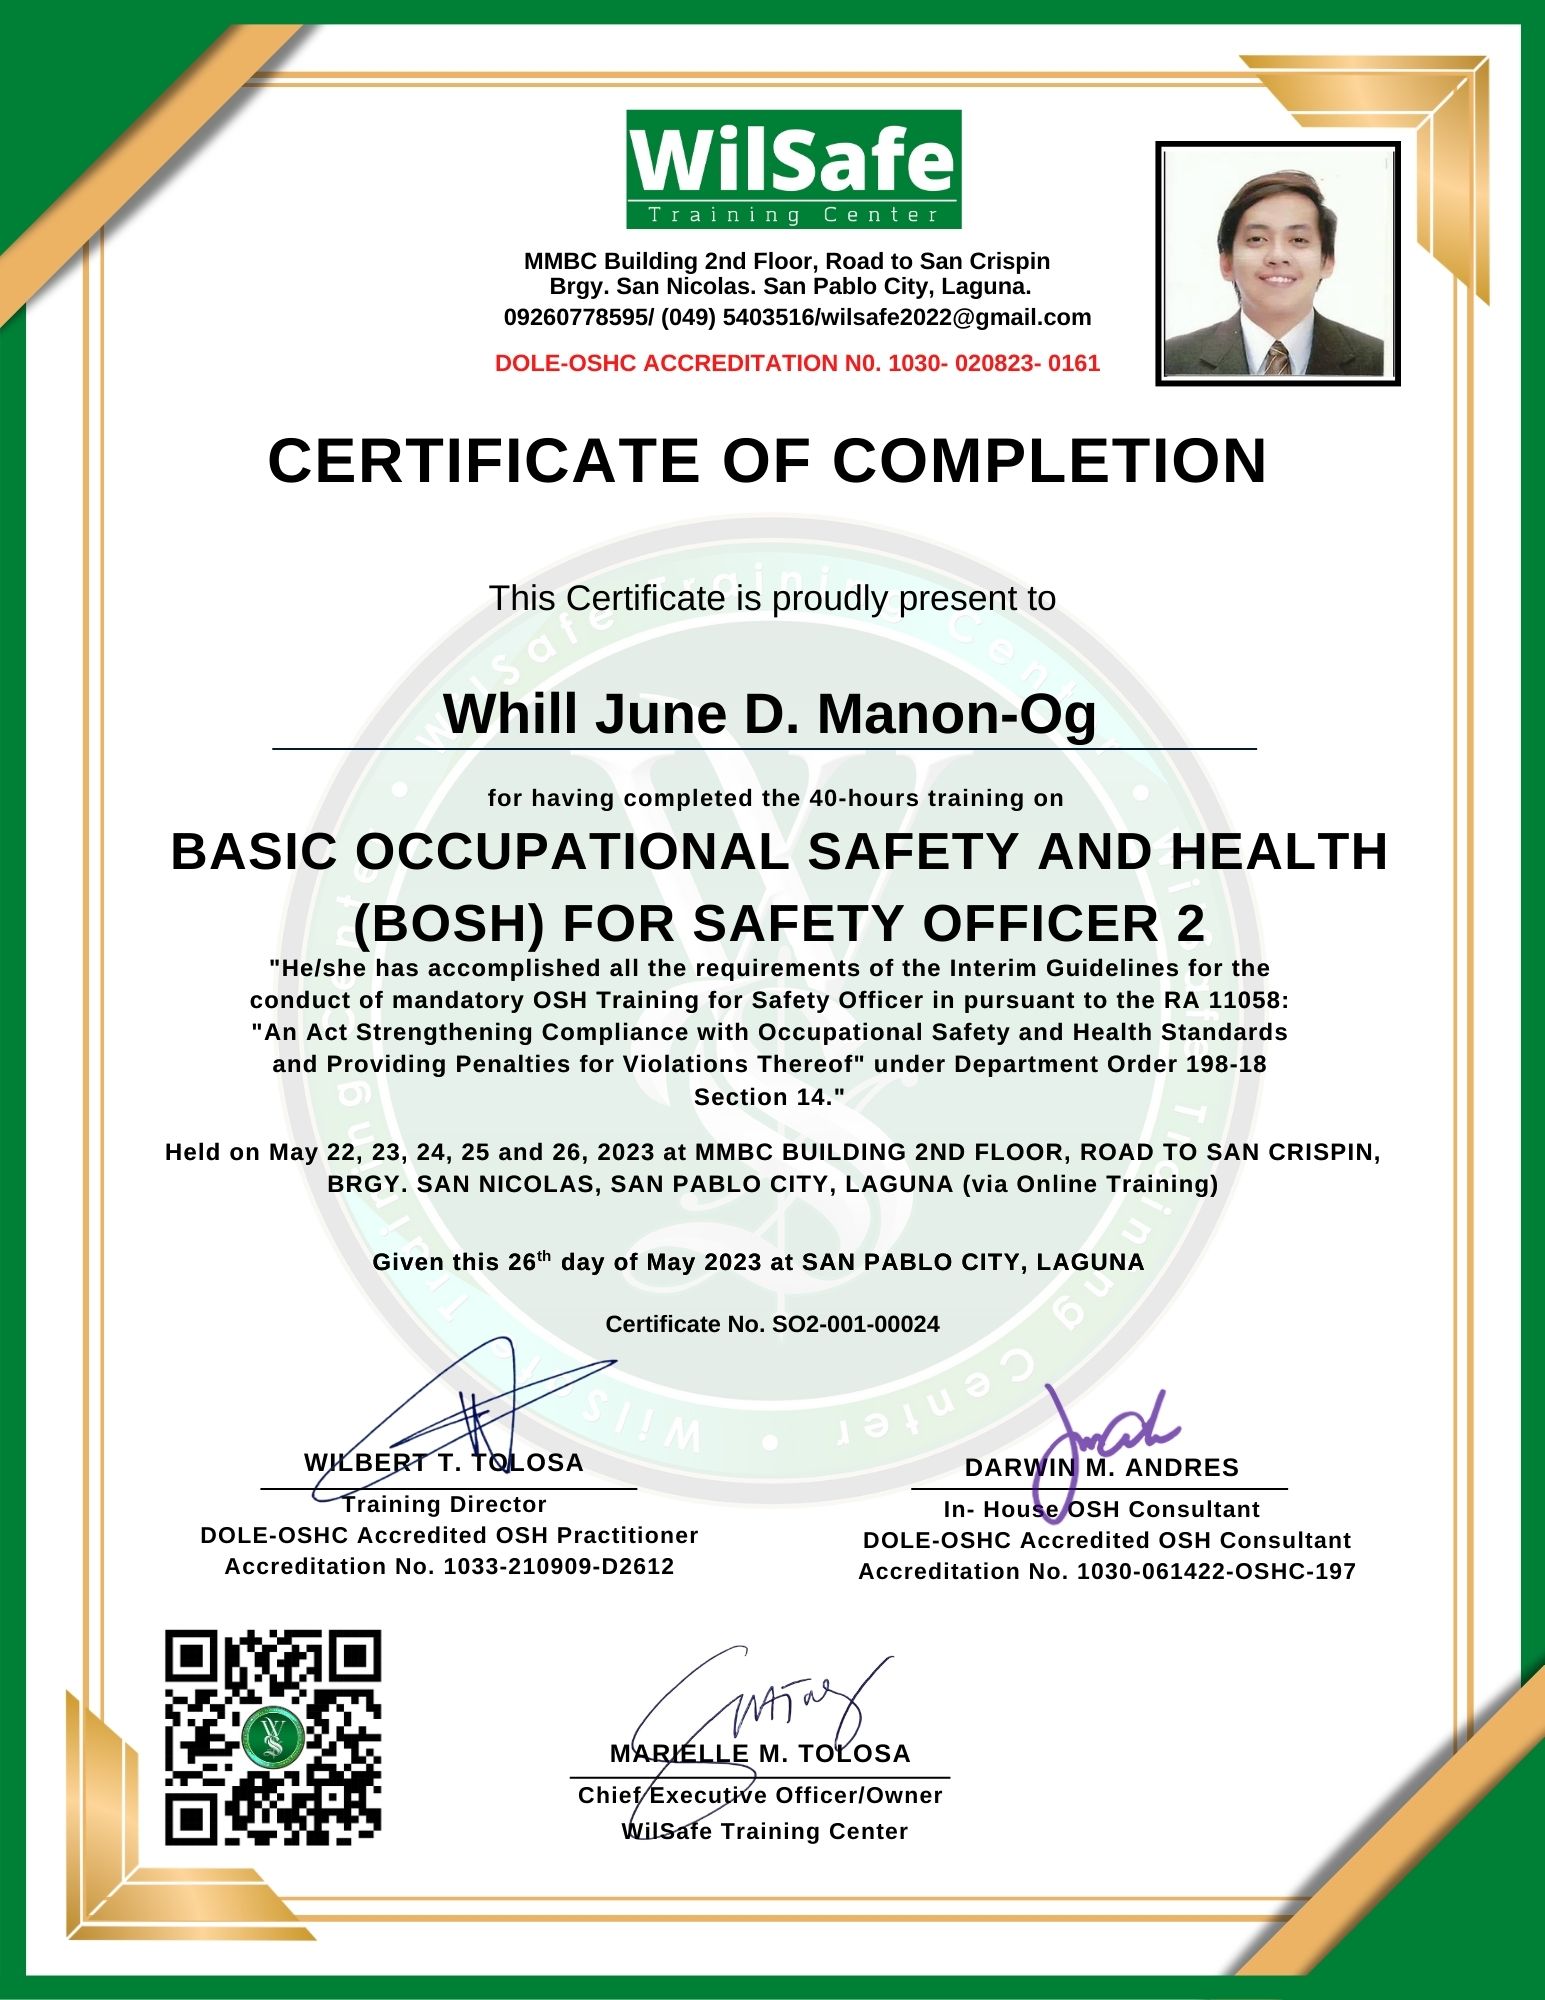 WilSafe
Training Center
MMBC Building 2nd Floor, Road to San Crispin
Brgy. San Nicolas. San Pablo City, Laguna.
09260778595/ (049) 5403516/wilsafe2022@gmail.com
DOLE-OSHC ACCREDITATION N0. 1030- 020823- 0161
CERTIFICATE OF COMPLETION
This Certificate is proudly present to
Whill June D. Manon-Og
for having completed the 40-hours training on
BASIC OCCUPATIONAL SAFETY AND HEALTH
(BOSH) FOR SAFETY OFFICER 2
"He/she has accomplished all the requirements of the Interim Guidelines for the
conduct of mandatory OSH Training for Safety Officer in pursuant to the RA 11058:
"An Act Strengthening Compliance with Occupational Safety and Health Standards
and Providing Penalties for Violations Thereof" under Department Order 198-18
Section 14."
Held on May 22, 23, 24, 25 and 26, 2023 at MMBC BUILDING 2ND FLOOR, ROAD TO SAN CRISPIN,
BRGY. SAN NICOLAS, SAN PABLO CITY, LAGUNA (via Online Training)
Given this 26th day of May 2023 at SAN PABLO CITY, LAGUNA
Certificate No. SO2-001-00024
WilSafe Training Center • WilSafe Training Center • WilSafe Training Center •
WILBERT T. TOLOSA
Training Director
DOLE-OSHC Accredited OSH Practitioner
Accreditation No. 1033-210909-D2612
DARWIN M. ANDRES
In- House OSH Consultant
DOLE-OSHC Accredited OSH Consultant
Accreditation No. 1030-061422-OSHC-197
MARIELLE M. TOLOSA
Chief Executive Officer/Owner
WilSafe Training Center